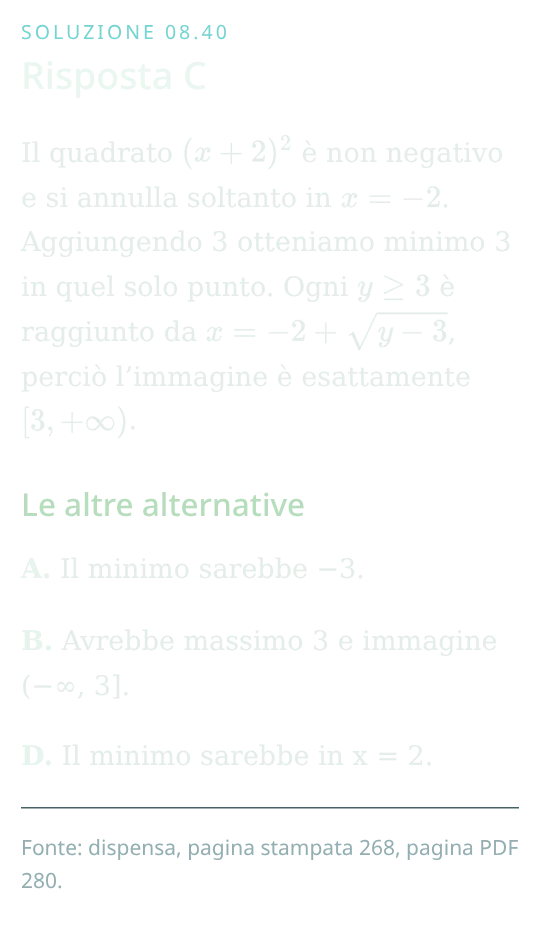 SOLUZIONE 08.40
Risposta C
Il quadrato (x + 2)² è non negativo
e si annulla soltanto in x = −2.
Aggiungendo 3 otteniamo minimo 3
in quel solo punto. Ogni y ≥ 3 è
raggiunto da x = −2 + √(y − 3),
perciò l’immagine è esattamente
[3, +∞).
Le altre alternative
A. Il minimo sarebbe −3.
B. Avrebbe massimo 3 e immagine
(−∞, 3].
D. Il minimo sarebbe in x = 2.
Fonte: dispensa, pagina stampata 268, pagina PDF
280.